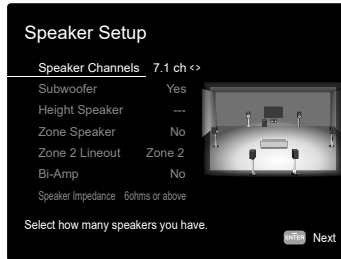 Speaker Setup
Speaker Channels 7.1 ch <>
Subwoofer Yes
Height Speaker ---
Zone Speaker No
Zone 2 Lineout Zone 2
Bi-Amp No
Speaker Impedance 6ohms or above
Select how many speakers you have.
ENTER Next